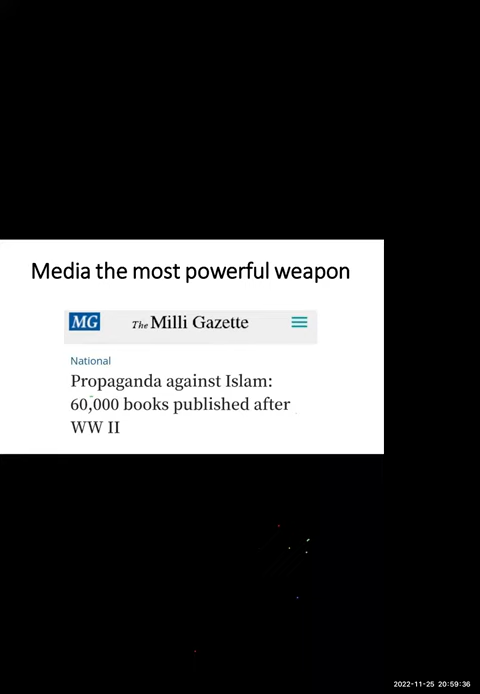 Media the most powerful weapon
MG The Milli Gazette
National
Propaganda against Islam:
60,000 books published after
WW II
2022-11-25 20:59:36